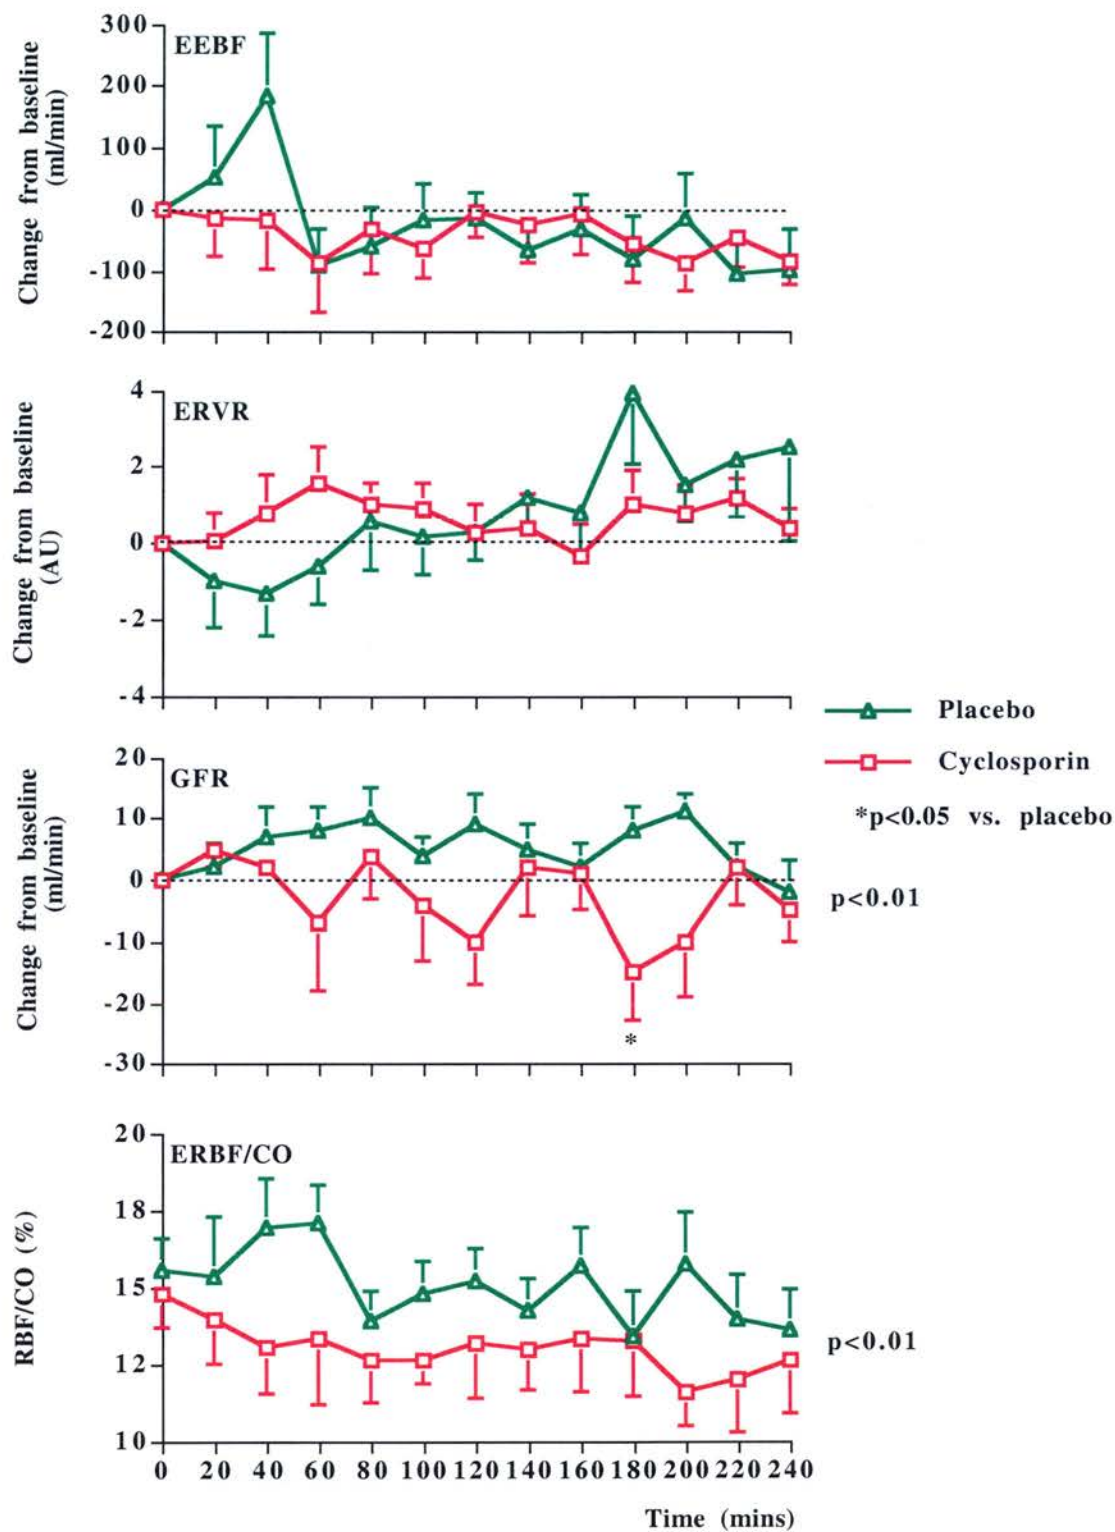 EEBF
300
200
100
0
-100
-200
Change from baseline
(ml/min)
ERVR
4
2
0
-2
-4
Change from baseline
(AU)
Placebo
Cyclosporin
*p<0.05 vs. placebo
GFR
20
10
0
-10
-20
-30
Change from baseline
(ml/min)
*
p<0.01
ERBF/CO
20
18
15
12
10
RBF/CO (%)
p<0.01
0 20 40 60 80 100 120 140 160 180 200 220 240
Time (mins)